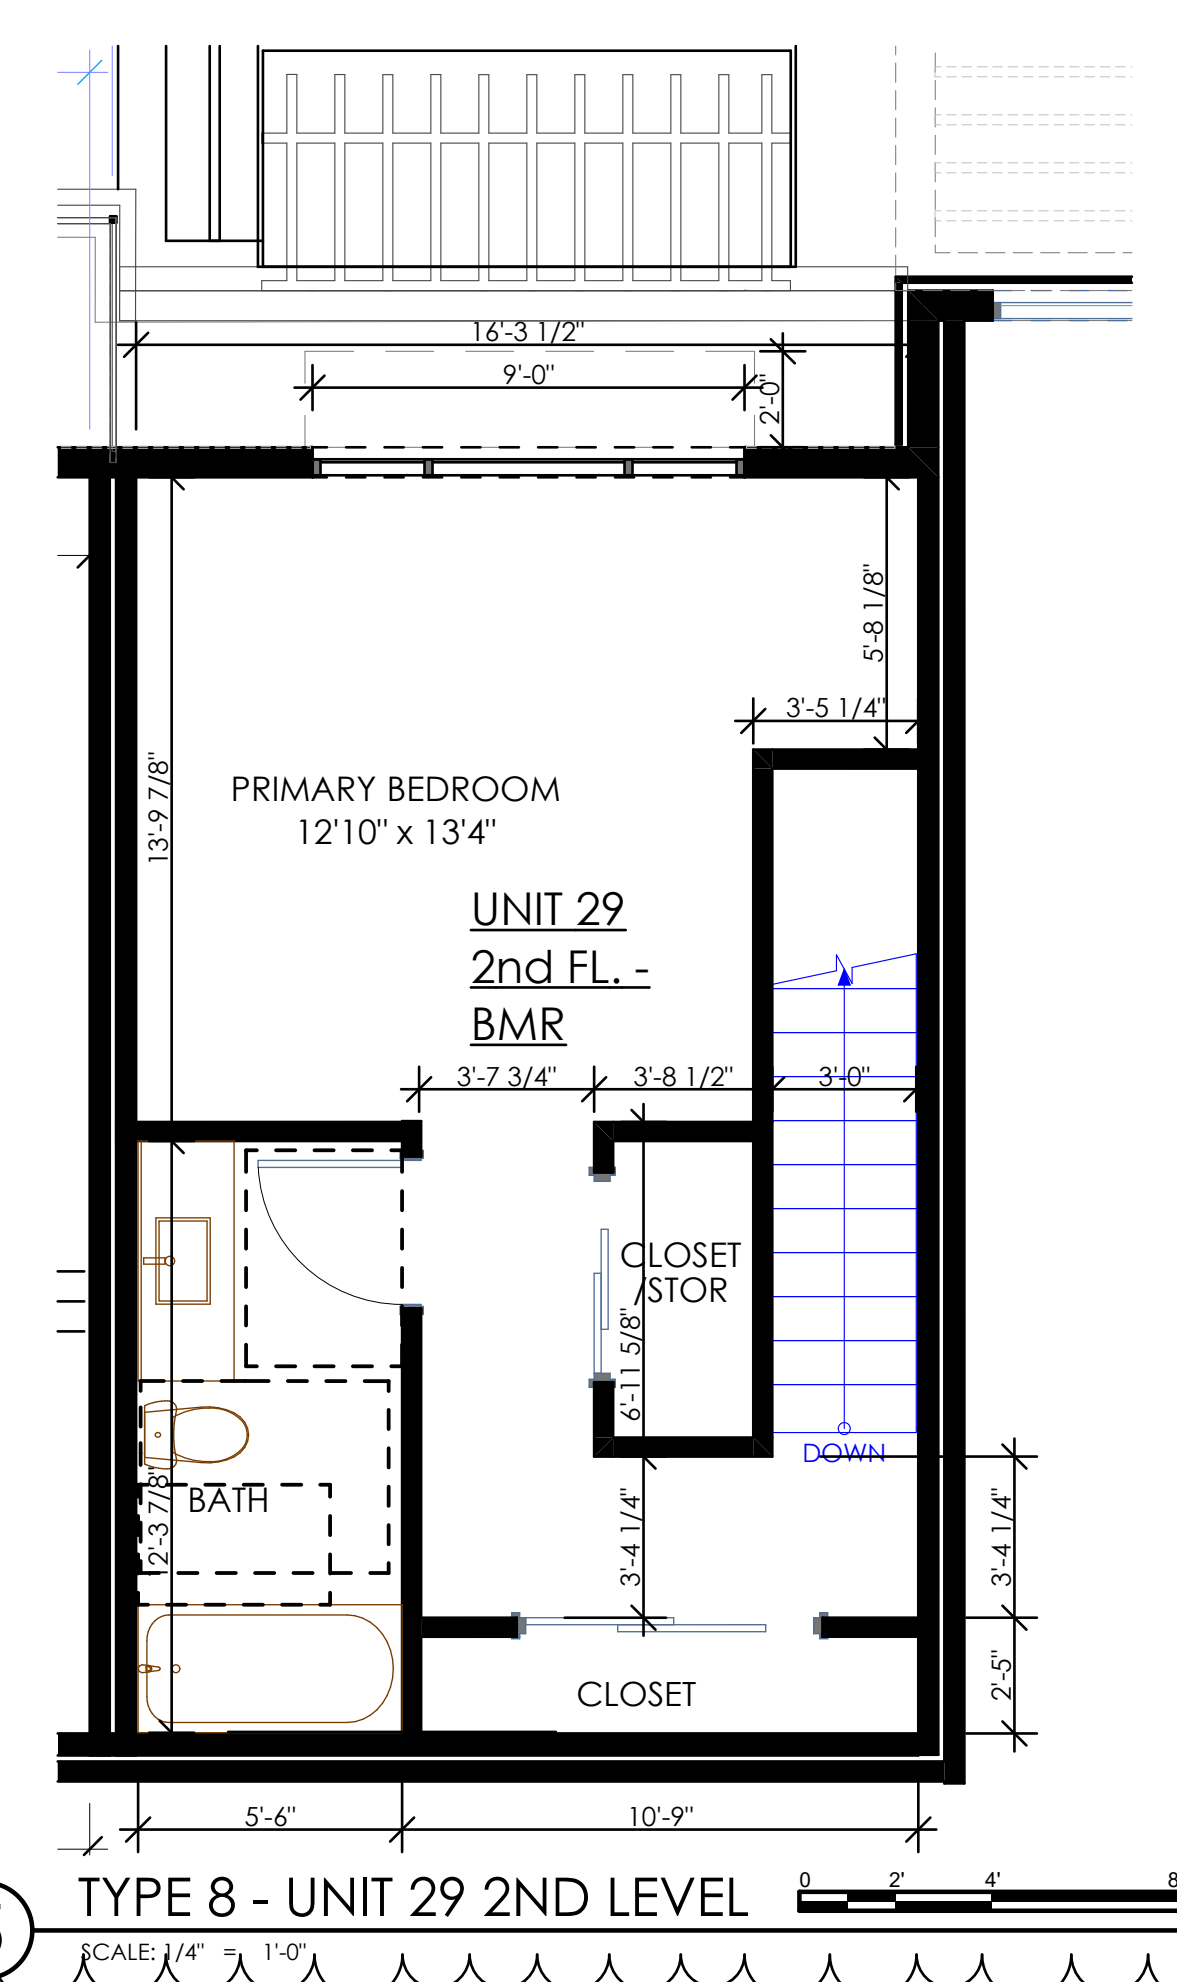 16'-3 1/2"
9'-0"
2'-0"
5'-8 1/8"
3'-5 1/4"
13'-9 7/8"
PRIMARY BEDROOM
12'10" x 13'4"
UNIT 29
2nd FL. -
BMR
3'-7 3/4"
3'-8 1/2"
3'-0"
CLOSET
/STOR
6'-11 5/8"
DOWN
BATH
12'-3 7/8"
3'-4 1/4"
3'-4 1/4"
2'-5"
CLOSET
5'-6"
10'-9"
TYPE 8 - UNIT 29 2ND LEVEL
0 2' 4' 8
SCALE: 1/4" = 1'-0"